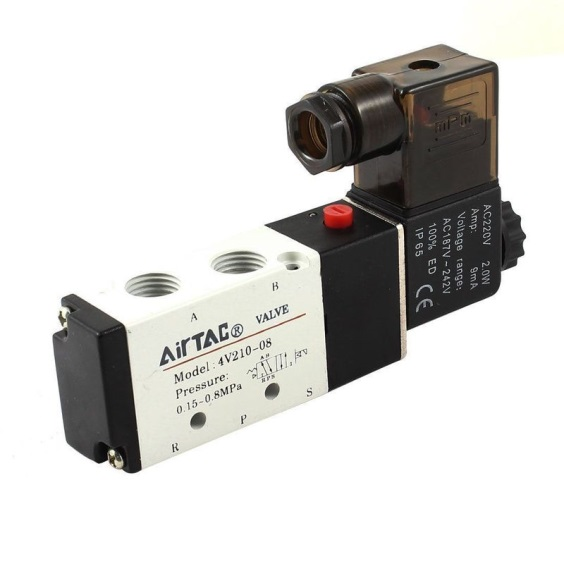 MPM
AC220V 2.0W
Amp: 9mA
Voltage range:
AC187V~242V
100% ED
IP 65 CE
A B
AirTAC® VALVE
Model: 4V210-08
Pressure:
0.15-0.8MPa
A B
R P S
R P S